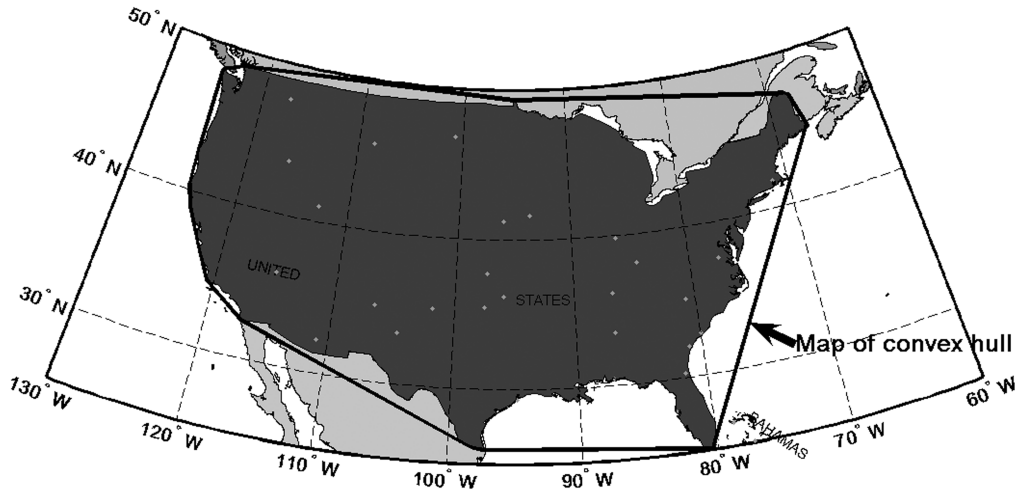 50° N
40° N
30° N
130° W
120° W
110° W
100° W
90° W
80° W
70° W
60° W
UNITED
STATES
BAHAMAS
Map of convex hull